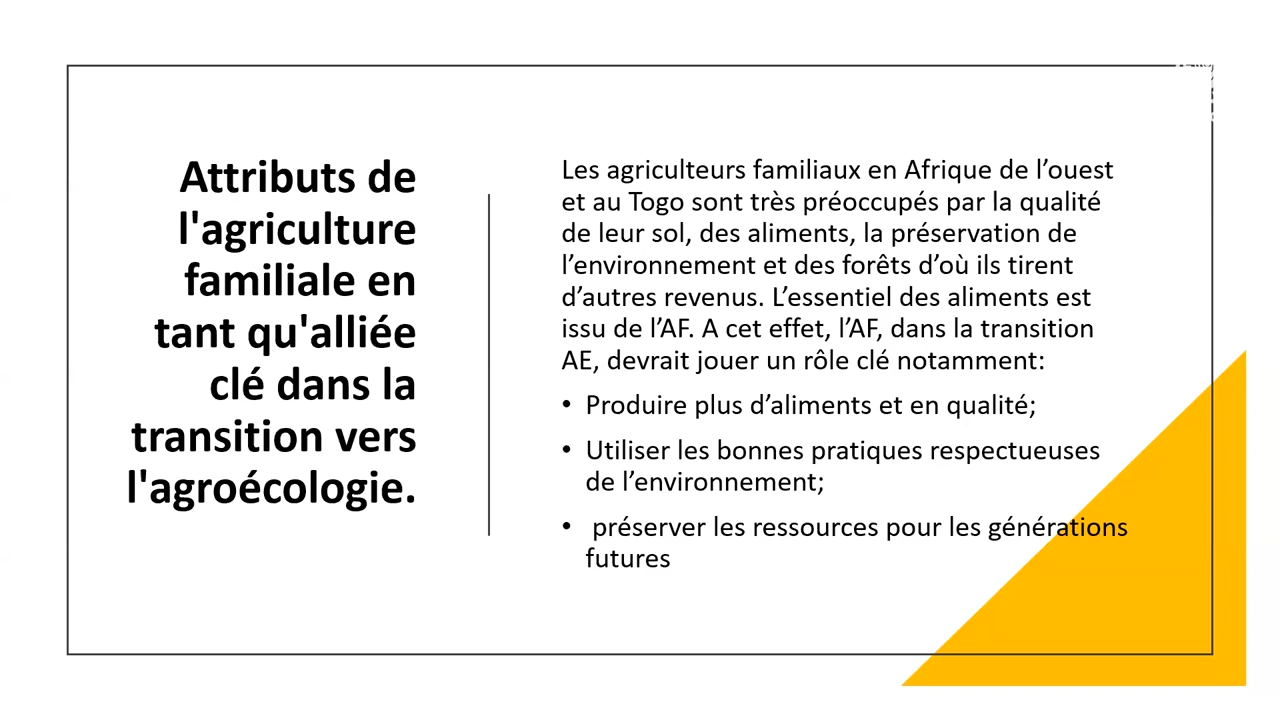 Attributs de
l'agriculture
familiale en
tant qu'alliée
clé dans la
transition vers
l'agroécologie.
Les agriculteurs familiaux en Afrique de l’ouest
et au Togo sont très préoccupés par la qualité
de leur sol, des aliments, la préservation de
l’environnement et des forêts d’où ils tirent
d’autres revenus. L’essentiel des aliments est
issu de l’AF. A cet effet, l’AF, dans la transition
AE, devrait jouer un rôle clé notamment:
• Produire plus d’aliments et en qualité;
• Utiliser les bonnes pratiques respectueuses
de l’environnement;
• préserver les ressources pour les générations
futures